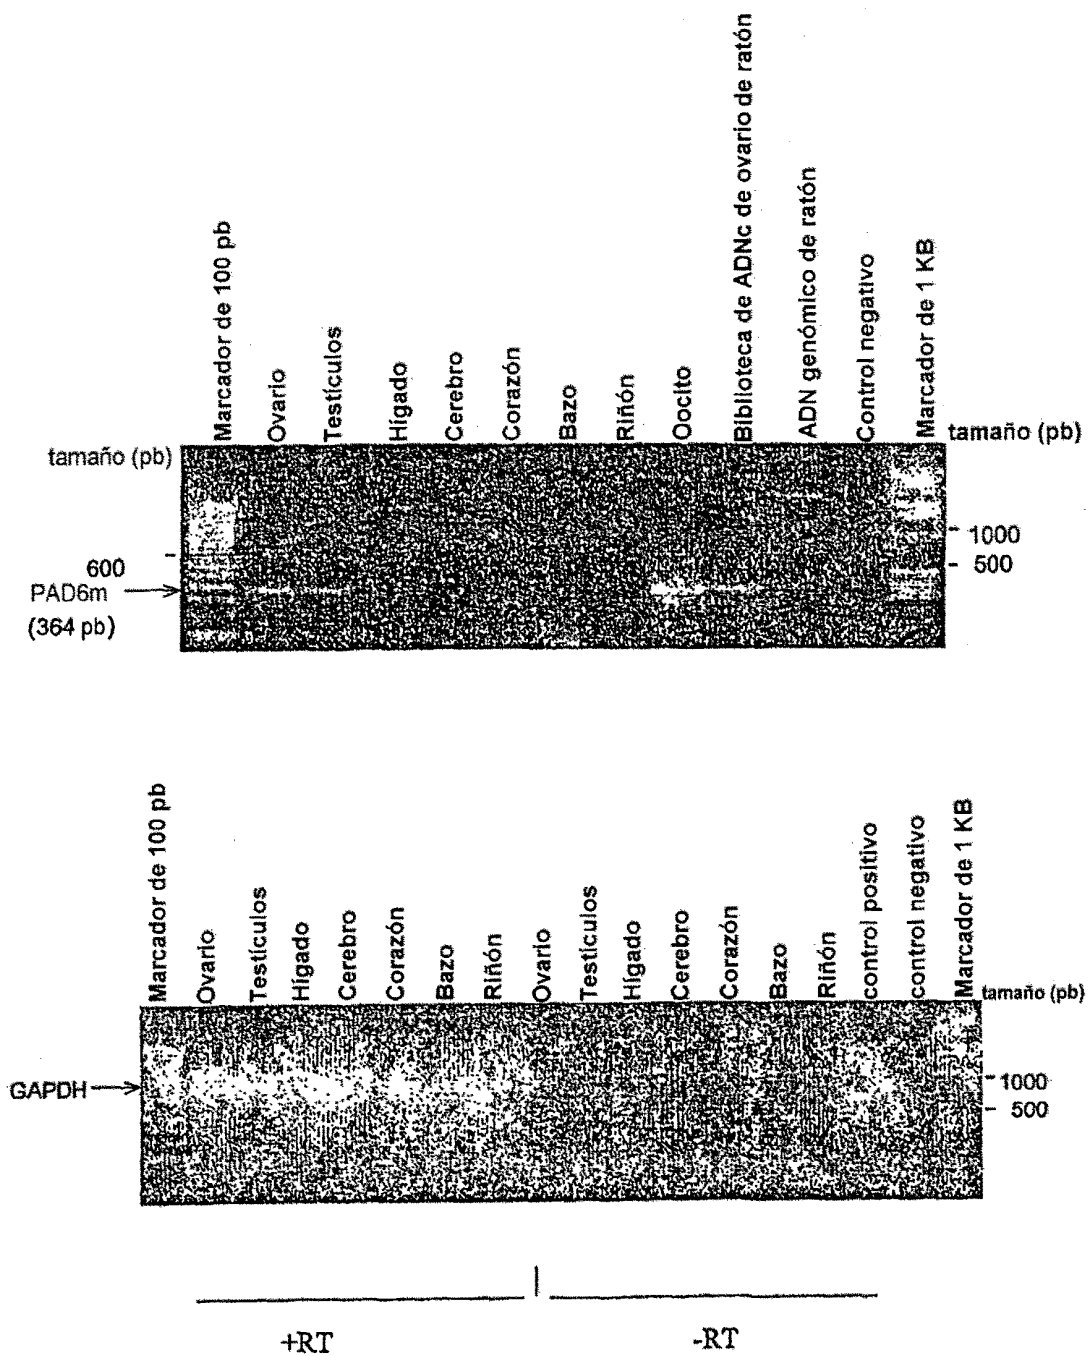 Marcador de 100 pb
Ovario
Testículos
Hígado
Cerebro
Corazón
Bazo
Riñón
Oocito
Biblioteca de ADNc de ovario de ratón
ADN genómico de ratón
Control negativo
Marcador de 1 KB
tamaño (pb)
tamaño (pb)
600
PAD6m
(364 pb)
1000
500
Marcador de 100 pb
Ovario
Testículos
Hígado
Cerebro
Corazón
Bazo
Riñón
Ovario
Testículos
Hígado
Cerebro
Corazón
Bazo
Riñón
control positivo
control negativo
Marcador de 1 KB
tamaño (pb)
GAPDH
1000
500
+RT
-RT